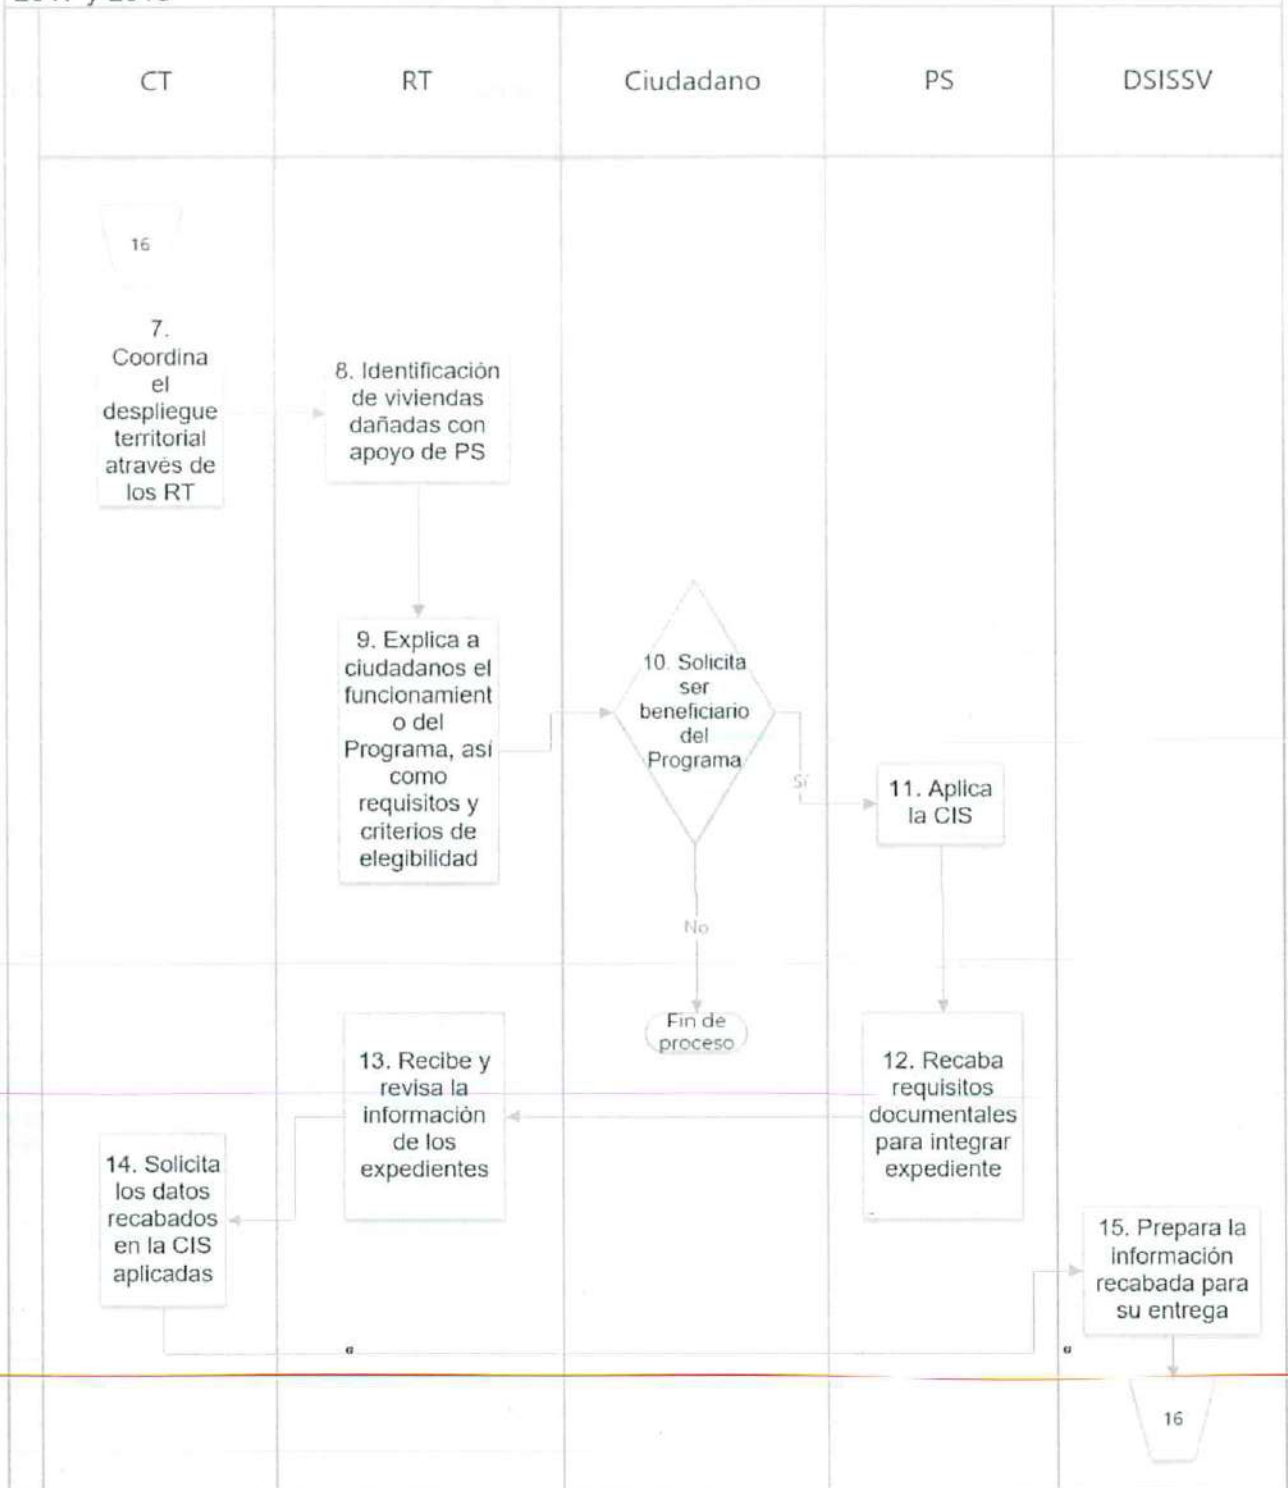 CT
RT
Ciudadano
PS
DSISSV
16
7.
Coordina
el
despliegue
territorial
através de
los RT
8. Identificación
de viviendas
dañadas con
apoyo de PS
9. Explica a
ciudadanos el
funcionamient
o del
Programa, así
como
requisitos y
criterios de
elegibilidad
10. Solicita
ser
beneficiario
del
Programa
Sí
No
11. Aplica
la CIS
Fin de
proceso
12. Recaba
requisitos
documentales
para integrar
expediente
13. Recibe y
revisa la
información
de los
expedientes
14. Solicita
los datos
recabados
en la CIS
aplicadas
15. Prepara la
información
recabada para
su entrega
16